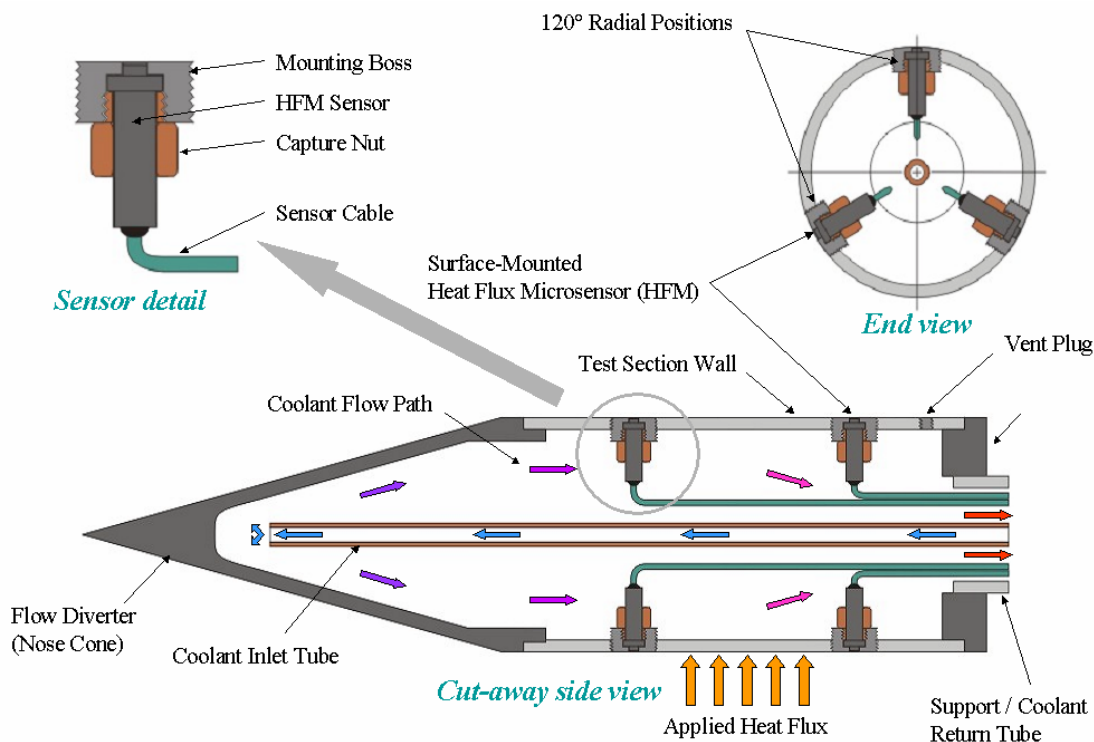 120° Radial Positions
Mounting Boss
HFM Sensor
Capture Nut
Sensor Cable
Sensor detail
Surface-Mounted
Heat Flux Microsensor (HFM)
End view
Vent Plug
Test Section Wall
Coolant Flow Path
Flow Diverter
(Nose Cone)
Coolant Inlet Tube
Cut-away side view
Applied Heat Flux
Support / Coolant
Return Tube